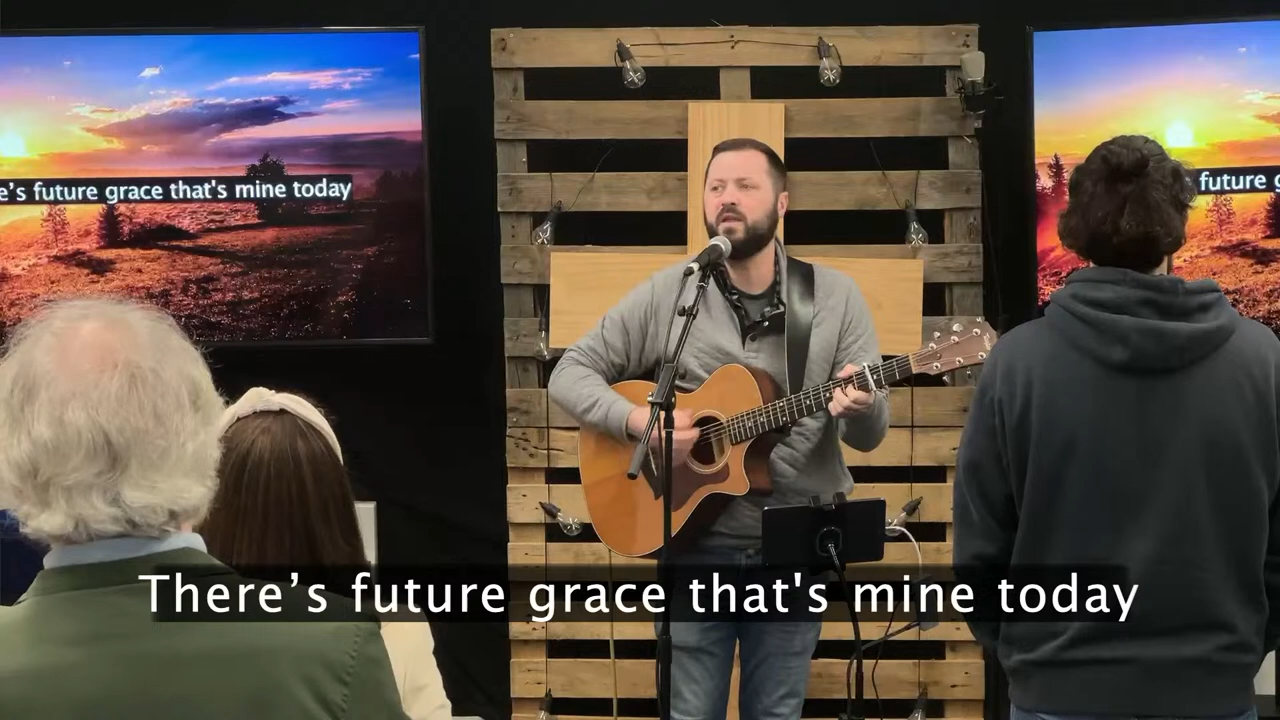 e's future grace that's mine today
future g
There’s future grace that's mine today